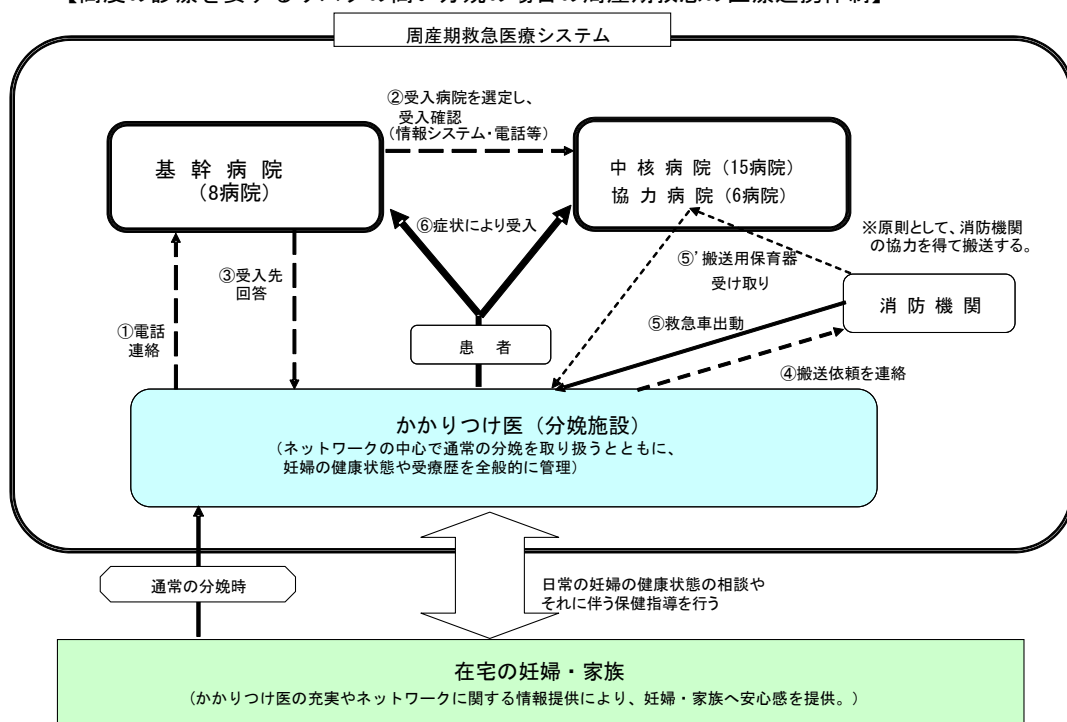 【高度の診療を要するリスクの高い分娩の場合の周産期救急の医療連携体制】
周産期救急医療システム
②受入病院を選定し、
受入確認
(情報システム・電話等)
基幹病院
(8病院)
中核病院(15病院)
協力病院(6病院)
⑥症状により受入
※原則として、消防機関
の協力を得て搬送する。
③受入先
回答
⑤’搬送用保育器
受け取り
消防機関
①電話
連絡
⑤救急車出動
患者
④搬送依頼を連絡
かかりつけ医(分娩施設)
(ネットワークの中心で通常の分娩を取り扱うとともに、
妊婦の健康状態や受療歴を全般的に管理)
通常の分娩時
日常の妊婦の健康状態の相談や
それに伴う保健指導を行う
在宅の妊婦・家族
(かかりつけ医の充実やネットワークに関する情報提供により、妊婦・家族へ安心感を提供。)